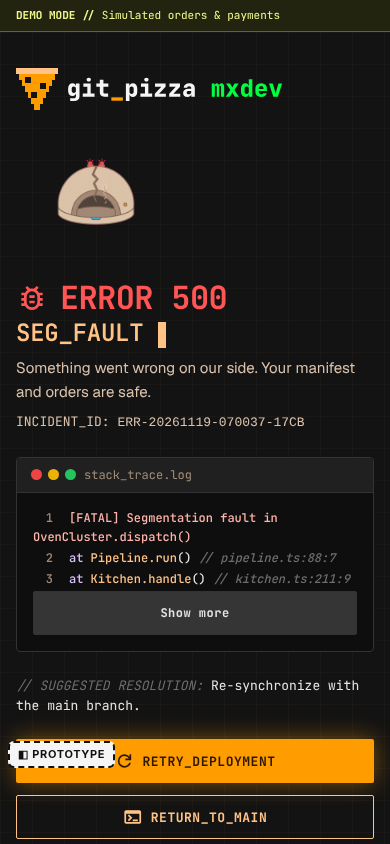 DEMO MODE // Simulated orders & payments
git_pizza mxdev
ERROR 500
SEG_FAULT
Something went wrong on our side. Your manifest
and orders are safe.
INCIDENT_ID: ERR-20261119-070037-17CB
stack_trace.log
1 [FATAL] Segmentation fault in
OvenCluster.dispatch()
2 at Pipeline.run() // pipeline.ts:88:7
3 at Kitchen.handle() // kitchen.ts:211:9
Show more
// SUGGESTED RESOLUTION: Re-synchronize with
the main branch.
PROTOTYPE
RETRY_DEPLOYMENT
RETURN_TO_MAIN